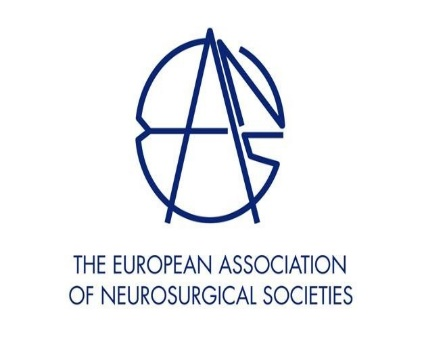 THE EUROPEAN ASSOCIATION
OF NEUROSURGICAL SOCIETIES